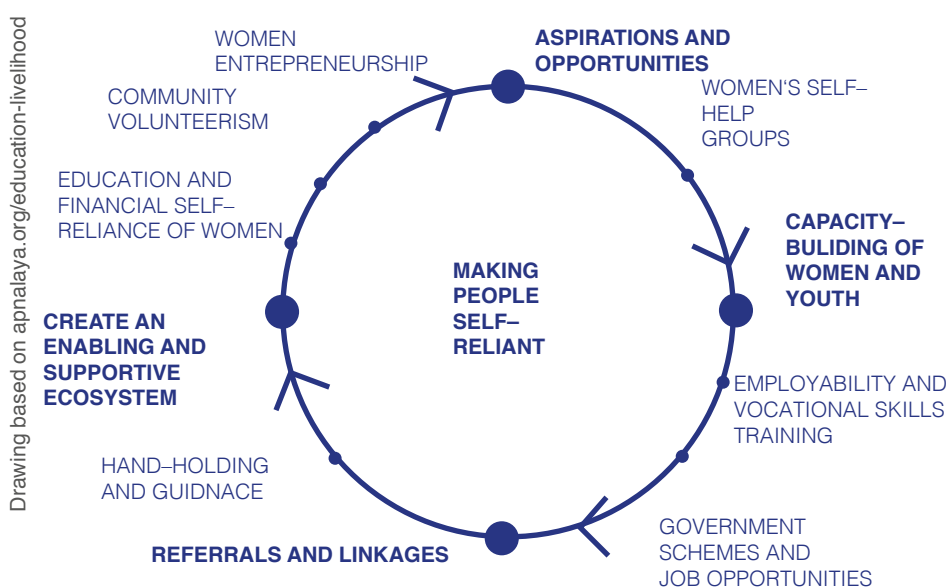 Drawing based on apnalaya.org/education-livelihood
WOMEN
ENTREPRENEURSHIP
ASPIRATIONS AND
OPPORTUNITIES
COMMUNITY
VOLUNTEERISM
WOMEN‘S SELF–
HELP
GROUPS
EDUCATION AND
FINANCIAL SELF–
RELIANCE OF WOMEN
CAPACITY–
BULIDING OF
WOMEN AND
YOUTH
MAKING
PEOPLE
SELF–
RELIANT
CREATE AN
ENABLING AND
SUPPORTIVE
ECOSYSTEM
EMPLOYABILITY AND
VOCATIONAL SKILLS
TRAINING
HAND–HOLDING
AND GUIDNACE
GOVERNMENT
SCHEMES AND
JOB OPPORTUNITIES
REFERRALS AND LINKAGES